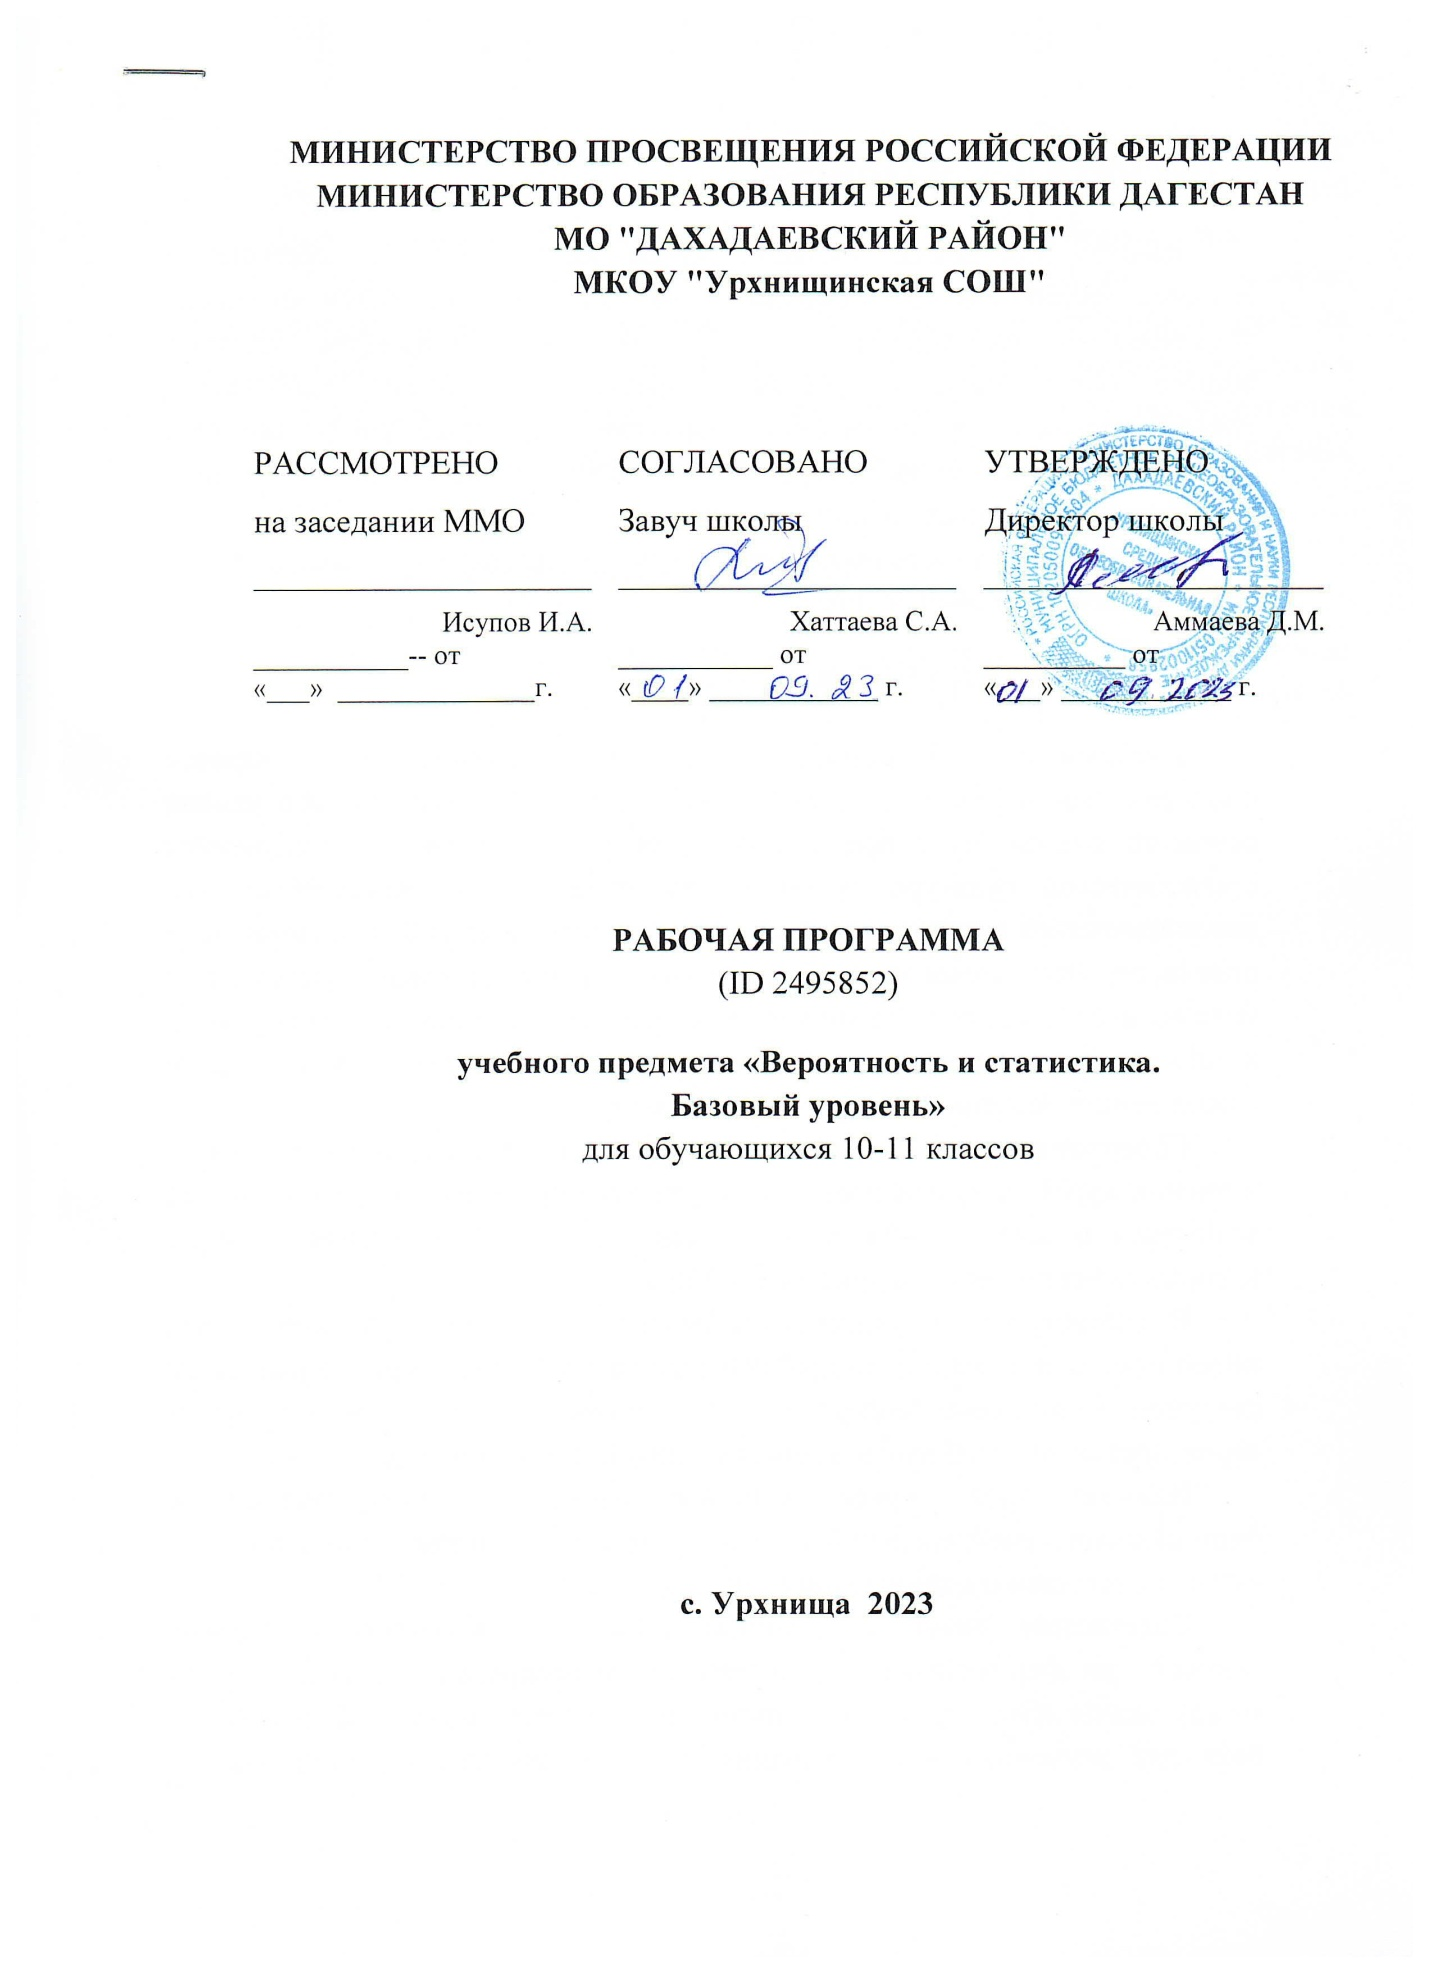 МИНИСТЕРСТВО ПРОСВЕЩЕНИЯ РОССИЙСКОЙ ФЕДЕРАЦИИ
МИНИСТЕРСТВО ОБРАЗОВАНИЯ РЕСПУБЛИКИ ДАГЕСТАН
МО "ДАХАДАЕВСКИЙ РАЙОН"
МКОУ "Урхнищинская СОШ"
РАССМОТРЕНО
на заседании ММО
Исупов И.А.
-- от
«___» ______________г.
СОГЛАСОВАНО
Завуч школы
Хаттаева С.А.
от
«01» 09. 23 г.
УТВЕРЖДЕНО
Директор школы
Аммаева Д.М.
от
«01» 09 2023 г.
РАБОЧАЯ ПРОГРАММА
(ID 2495852)
учебного предмета «Вероятность и статистика.
Базовый уровень»
для обучающихся 10-11 классов
с. Урхнища 2023